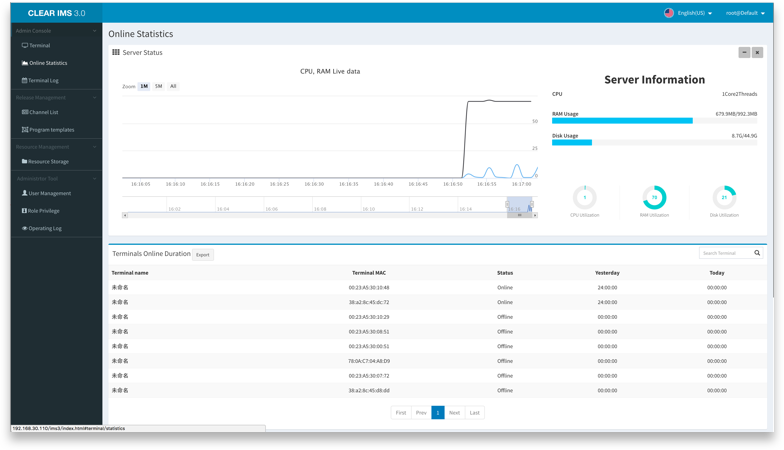 CLEAR IMS 3.0
English(US)
root@Default
Admin Console
Terminal
Online Statistics
Terminal Log
Release Management
Channel List
Program templates
Resource Management
Resource Storage
Administrator Tool
User Management
Role Privilege
Operating Log
Online Statistics
Server Status
CPU, RAM Live data
Zoom 1M 5M All
50
25
0
16:16:05 16:16:10 16:16:15 16:16:20 16:16:25 16:16:30 16:16:35 16:16:40 16:16:45 16:16:50 16:16:55 16:17:00
16:02 16:04 16:06 16:08 16:10 16:12 16:14 16:16
Server Information
CPU 1Core2Threads
RAM Usage 679.9MB/992.3MB
Disk Usage 8.7G/44.9G
1 70 21
CPU Utilization RAM Utilization Disk Utilization
Terminals Online Duration Export
Search Terminal
Terminal name Terminal MAC Status Yesterday Today
未命名 00:23:A5:30:10:48 Online 24:00:00 00:00:00
未命名 38:a2:8c:45:dc:72 Online 24:00:00 00:00:00
未命名 00:23:A5:30:10:29 Offline 00:00:00 00:00:00
未命名 00:23:A5:30:08:51 Offline 00:00:00 00:00:00
未命名 00:23:A5:30:00:51 Offline 00:00:00 00:00:00
未命名 78:0A:C7:04:A8:D9 Offline 00:00:00 00:00:00
未命名 00:23:A5:30:07:72 Offline 00:00:00 00:00:00
未命名 38:a2:8c:45:d8:dd Offline 00:00:00 00:00:00
First Prev 1 Next Last
192.168.30.110/ims3/index.html#terminal/statistics